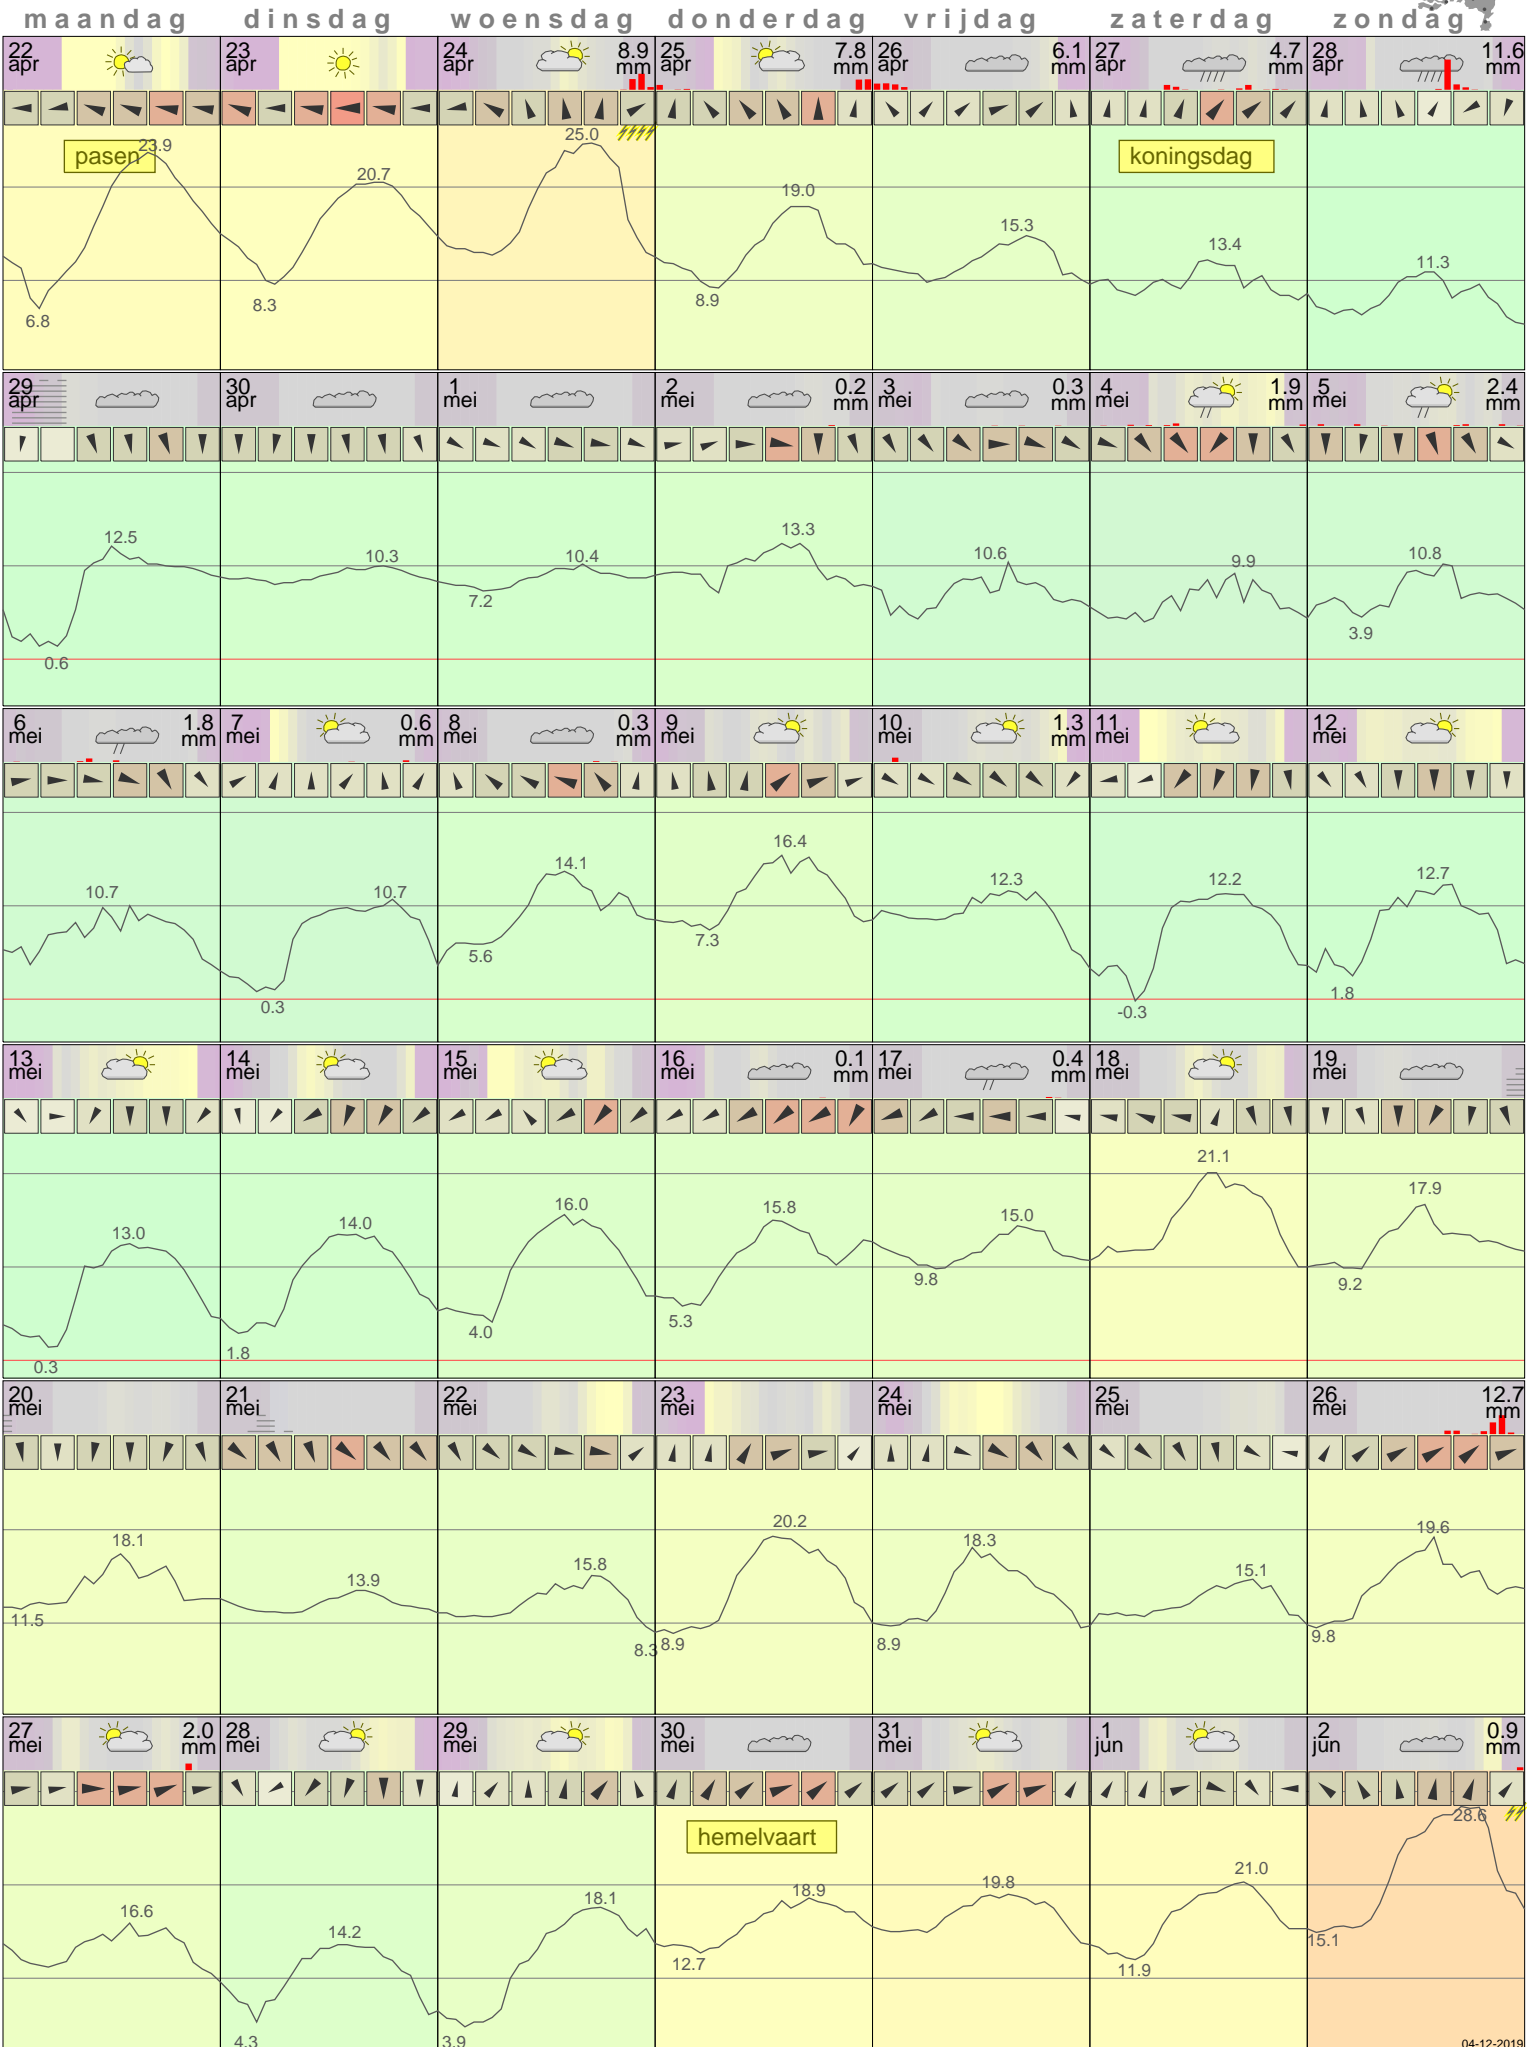 maandag dinsdag woensdag donderdag vrijdag zaterdag zondag
22 apr 23 apr 24 apr 8.9 mm 25 apr 7.8 mm 26 apr 6.1 mm 27 apr 4.7 mm 28 apr 11.6 mm
pasen 23.9 20.7 25.0 19.0 15.3 koningsdag 13.4 11.3
6.8 8.3 8.9
29 apr 30 apr 1 mei 2 mei 0.2 mm 3 mei 0.3 mm 4 mei 1.9 mm 5 mei 2.4 mm
12.5 10.3 10.4 13.3 10.6 9.9 10.8
0.6 7.2 3.9
6 mei 1.8 mm 7 mei 0.6 mm 8 mei 0.3 mm 9 mei 10 mei 1.3 mm 11 mei 12 mei
10.7 10.7 14.1 16.4 12.3 12.2 12.7
0.3 5.6 7.3 -0.3 1.8
13 mei 14 mei 15 mei 16 mei 0.1 mm 17 mei 0.4 mm 18 mei 19 mei
13.0 14.0 16.0 15.8 15.0 21.1 17.9
0.3 1.8 4.0 5.3 9.8 9.2
20 mei 21 mei 22 mei 23 mei 24 mei 25 mei 26 mei 12.7 mm
18.1 13.9 15.8 20.2 18.3 15.1 19.6
11.5 8.3 8.9 8.9 9.8
27 mei 2.0 mm 28 mei 29 mei 30 mei 31 mei 1 jun 2 jun 0.9 mm
hemelvaart
16.6 14.2 18.1 18.9 19.8 21.0 28.6
4.3 3.9 12.7 11.9 15.1
04-12-2019